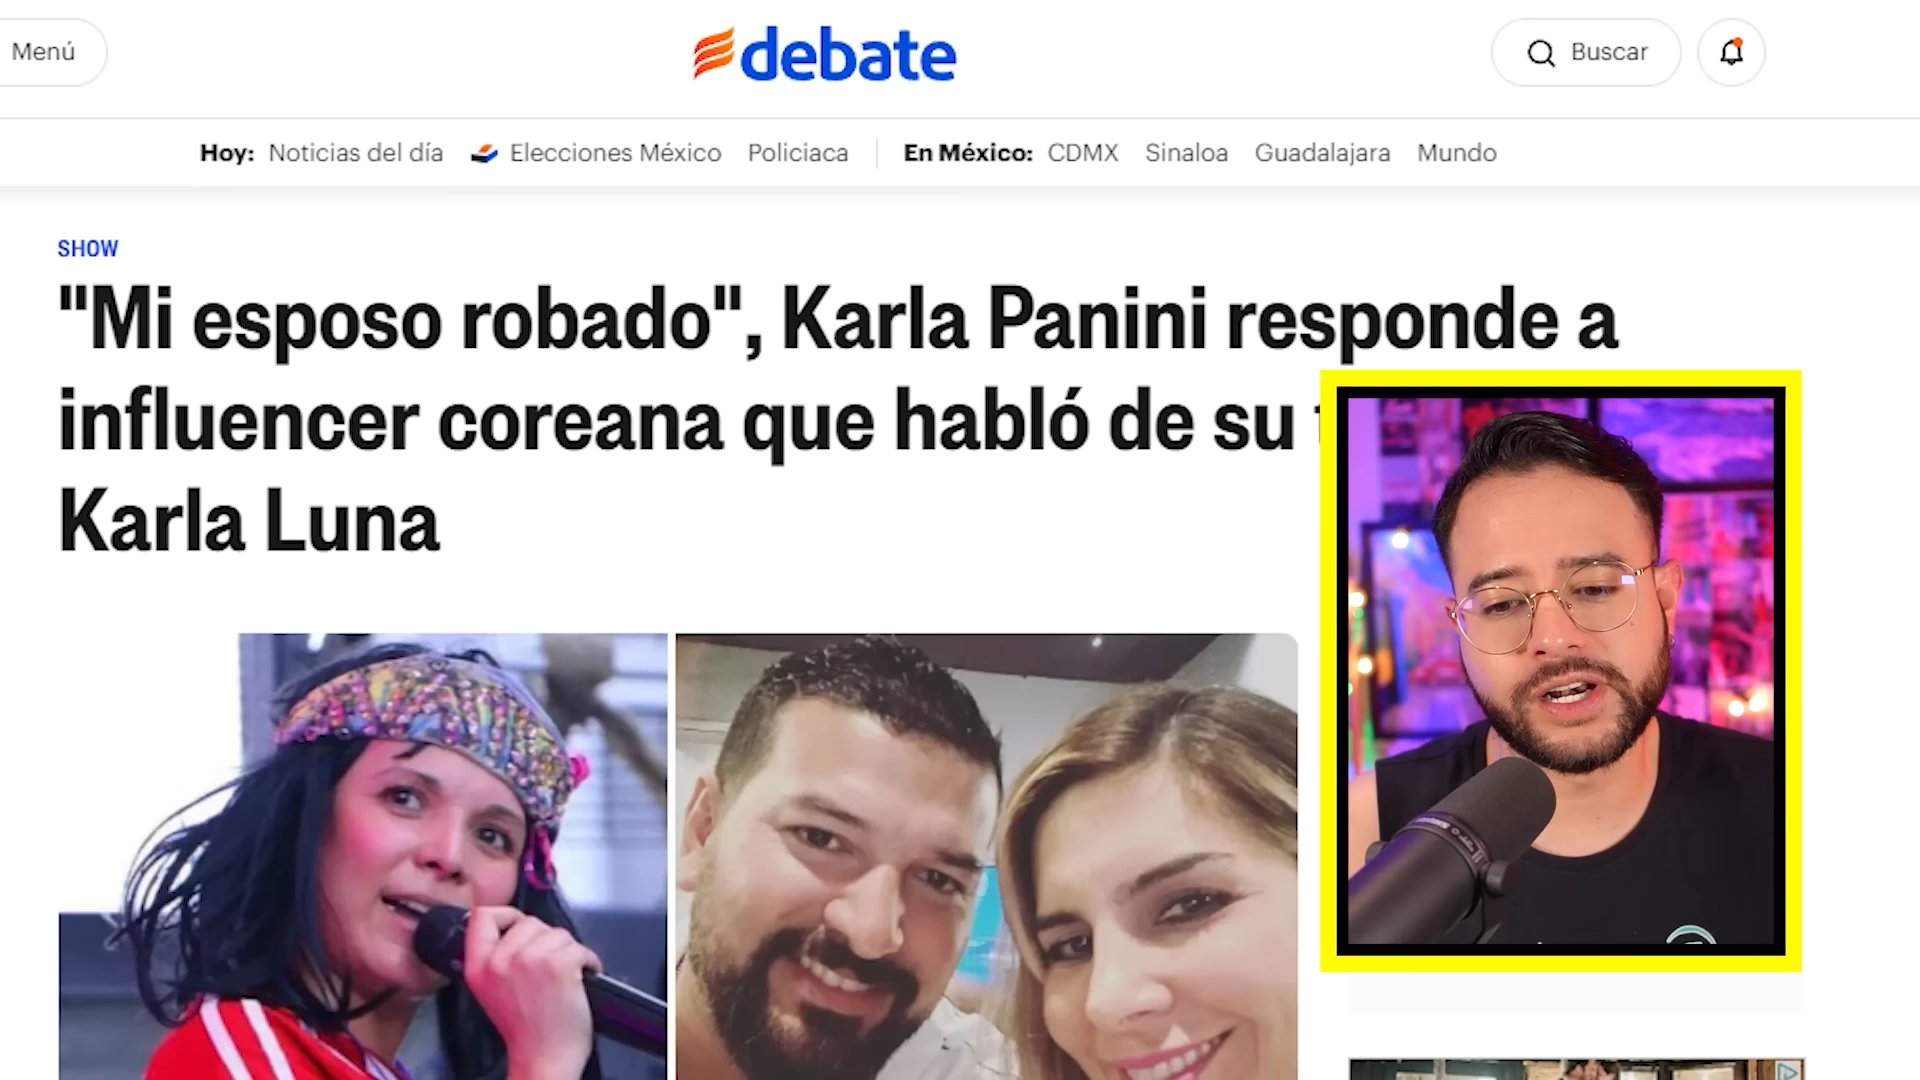 Menú
debate
Buscar
Hoy: Noticias del día Elecciones México Policiaca En México: CDMX Sinaloa Guadalajara Mundo
SHOW
"Mi esposo robado", Karla Panini responde a
influencer coreana que habló de su
Karla Luna